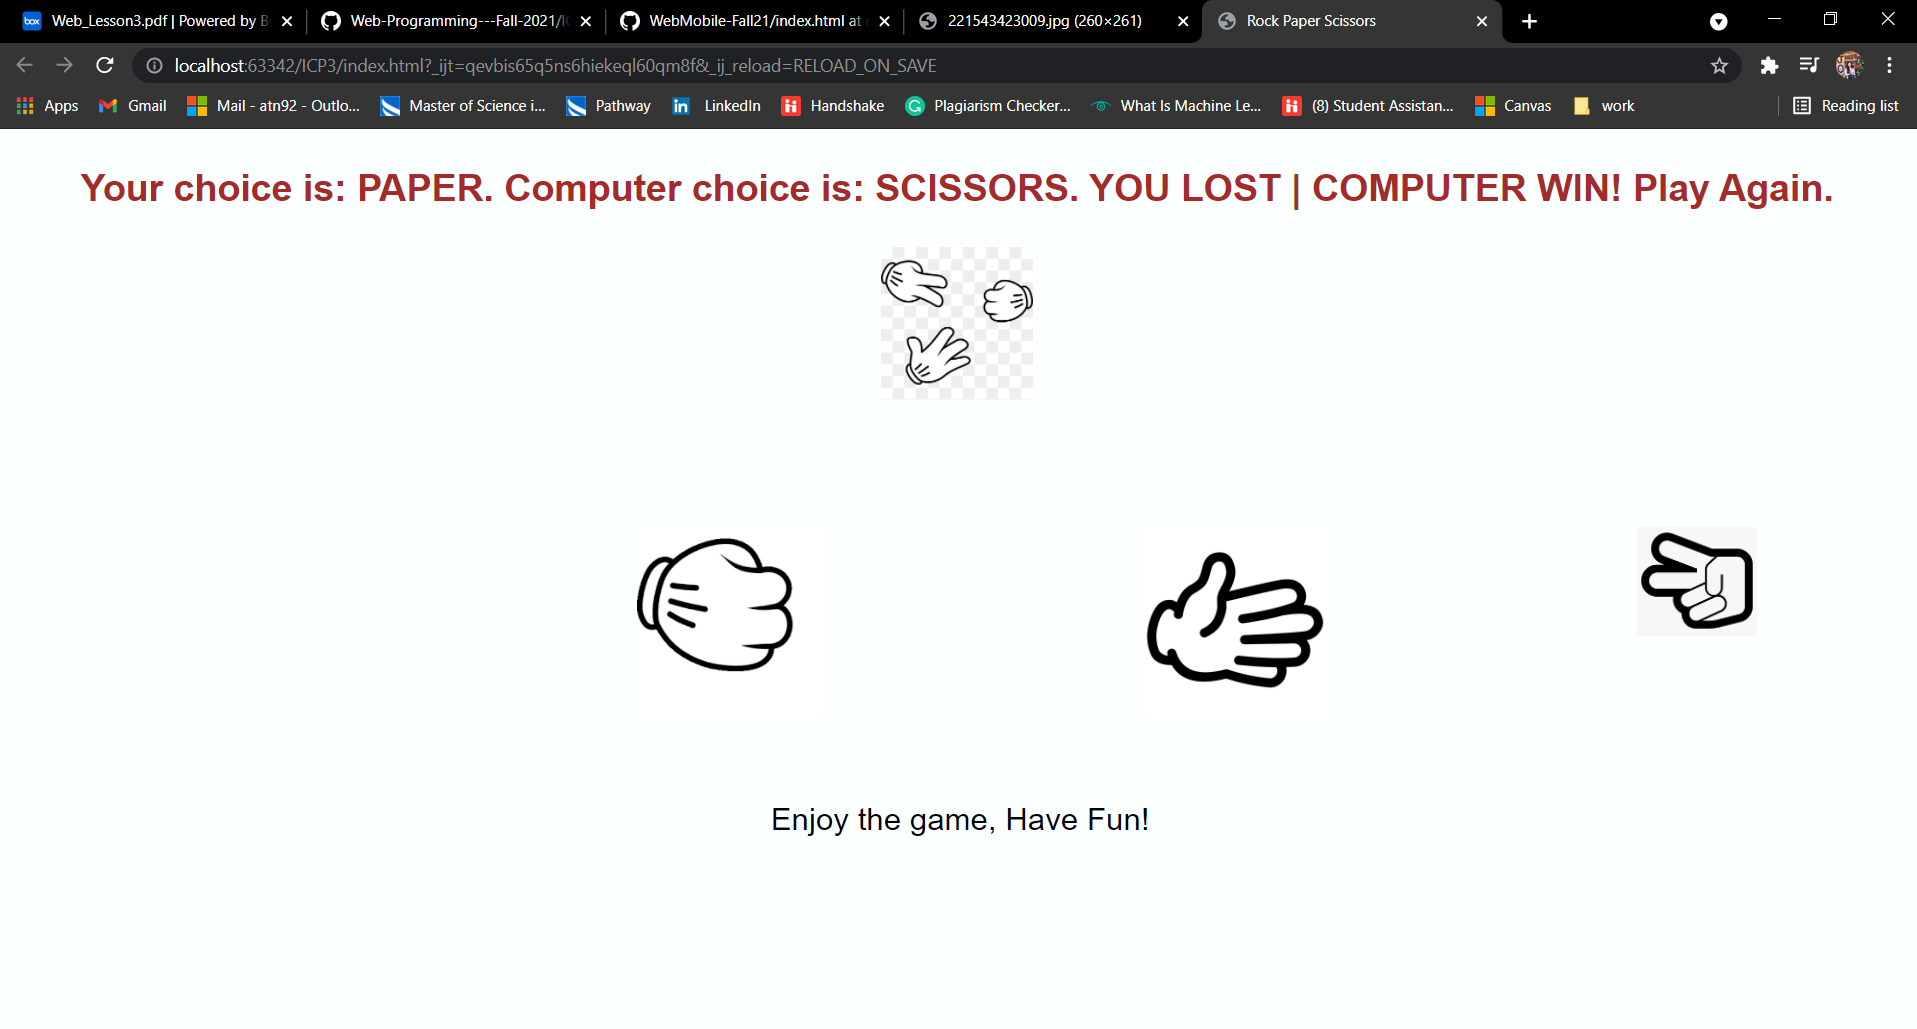 box Web_Lesson3.pdf | Powered by B
Web-Programming---Fall-2021/I
WebMobile-Fall21/index.html at
221543423009.jpg (260×261)
Rock Paper Scissors
localhost:63342/ICP3/index.html?_ijt=qevbis65q5ns6hiekeql60qm8f&_ij_reload=RELOAD_ON_SAVE
Apps Gmail Mail - atn92 - Outlo... Master of Science i... Pathway in LinkedIn Handshake Plagiarism Checker... What Is Machine Le... (8) Student Assistan... Canvas work Reading list
Your choice is: PAPER. Computer choice is: SCISSORS. YOU LOST | COMPUTER WIN! Play Again.
Enjoy the game, Have Fun!